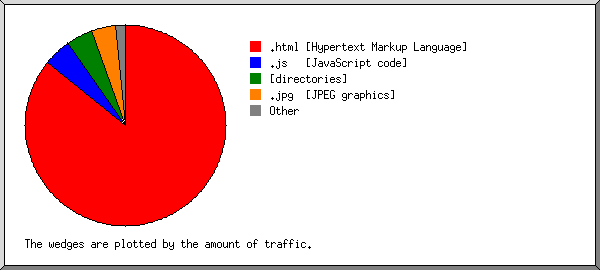 .html [Hypertext Markup Language]
.js   [JavaScript code]
[directories]
.jpg  [JPEG graphics]
Other
The wedges are plotted by the amount of traffic.